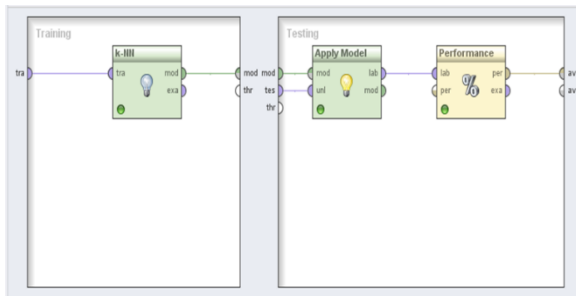 Training
k-NN
tra
tra
mod
exa
mod
thr
Testing
mod
tes
thr
Apply Model
mod
unl
lab
mod
Performance
lab
per
%
per
exa
av
av